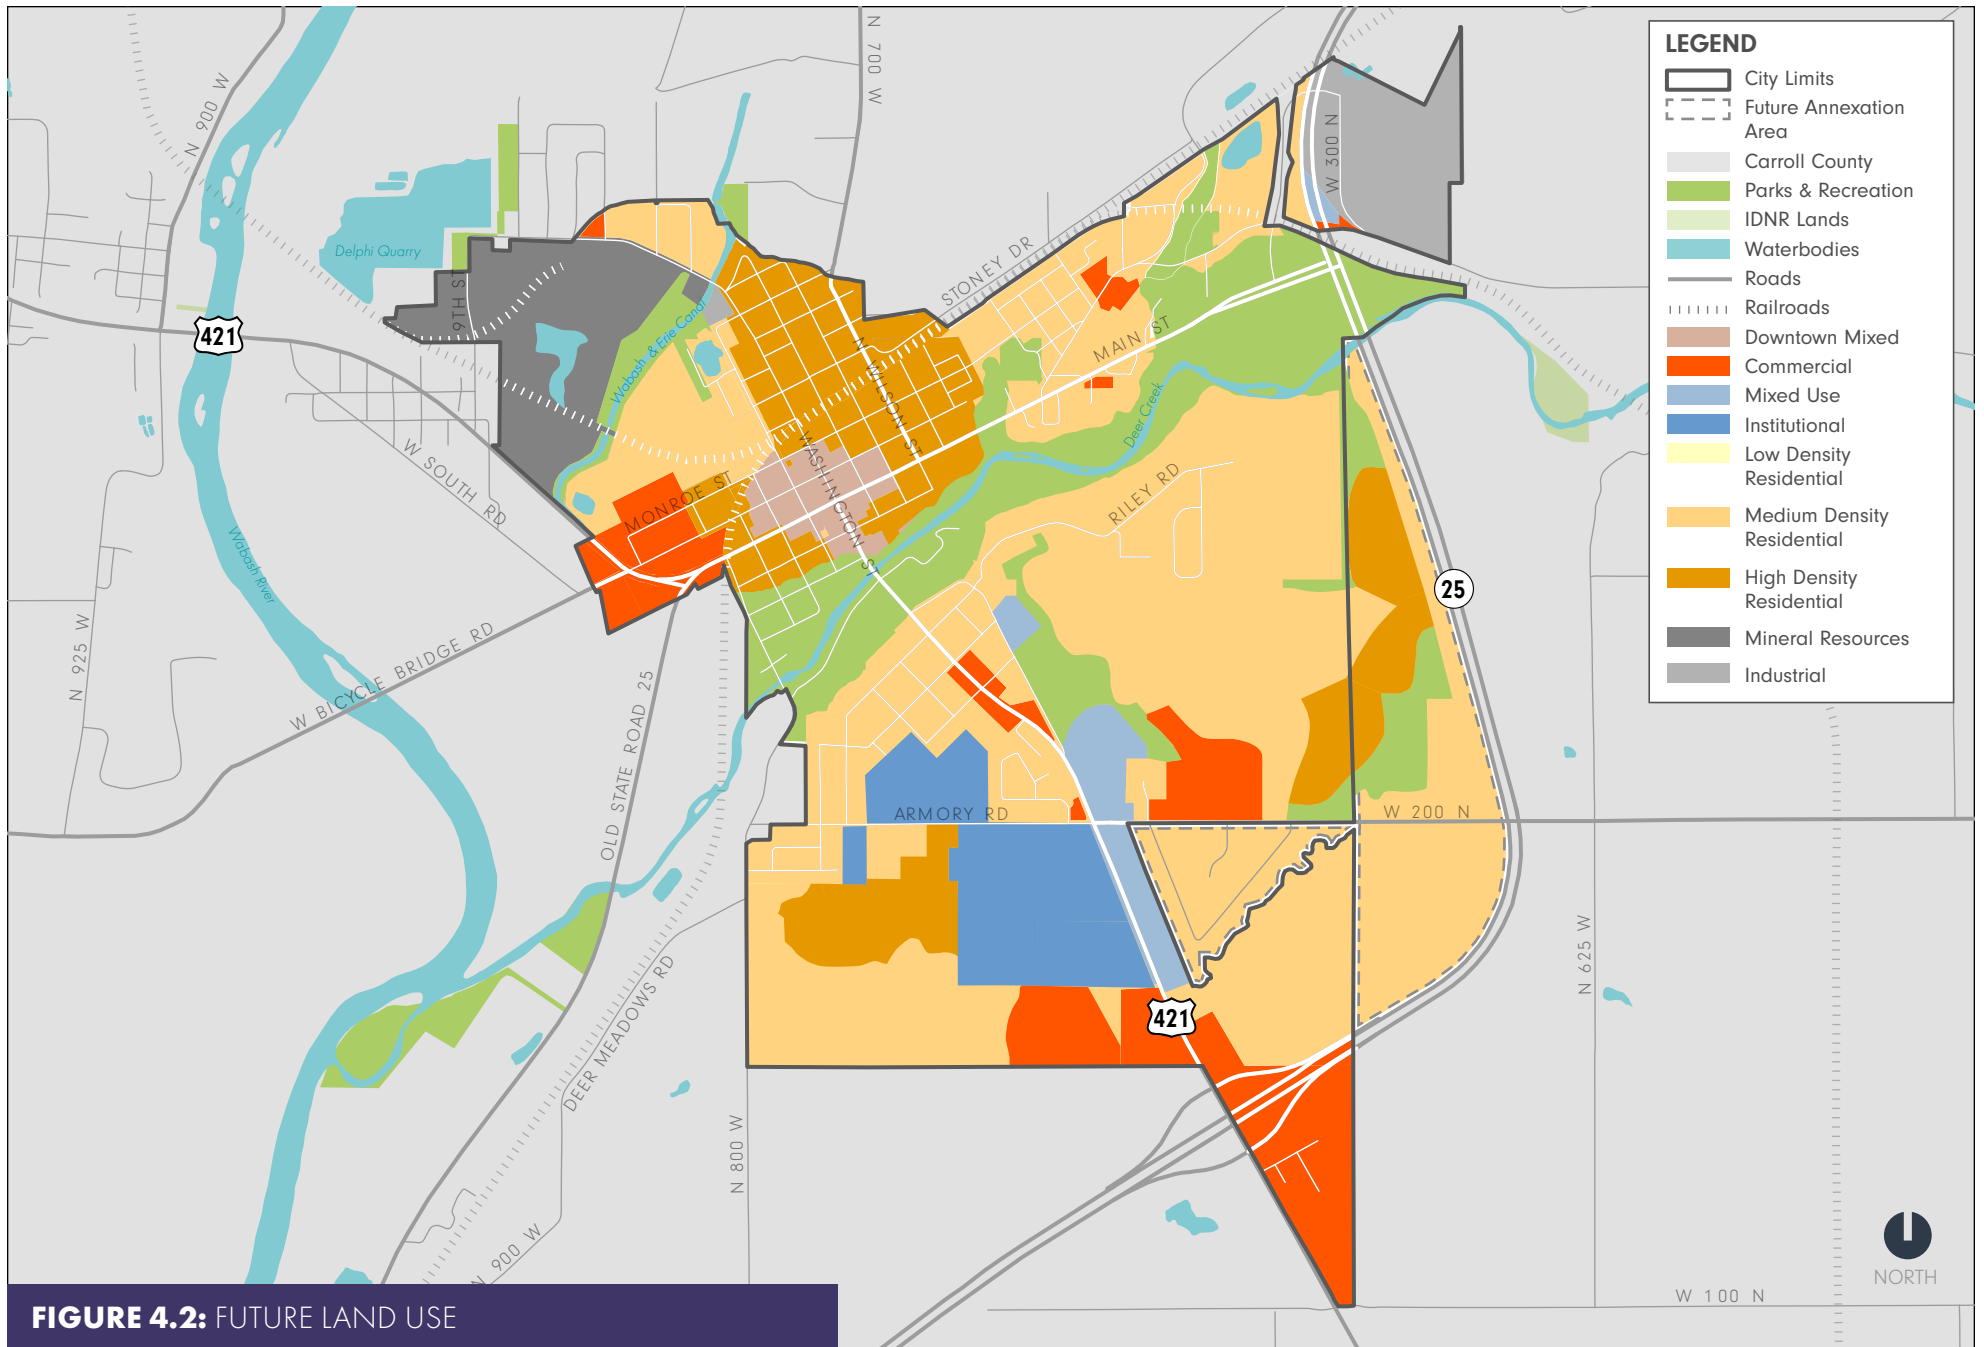 N 900 W
N 700 W
W 300 N
STONEY DR
Delphi Quarry
9TH ST
421
Wabash & Erie Canal
N WILSON ST
MAIN ST
Deer Creek
W SOUTH RD
MONROE ST
WASHINGTON ST
RILEY RD
Wabash River
25
N 925 W
W BICYCLE BRIDGE RD
OLD STATE ROAD 25
ARMORY RD
W 200 N
N 625 W
DEER MEADOWS RD
421
N 800 W
N 900 W
W 100 N
NORTH
LEGEND
City Limits
Future Annexation
Area
Carroll County
Parks & Recreation
IDNR Lands
Waterbodies
Roads
Railroads
Downtown Mixed
Commercial
Mixed Use
Institutional
Low Density
Residential
Medium Density
Residential
High Density
Residential
Mineral Resources
Industrial
FIGURE 4.2: FUTURE LAND USE